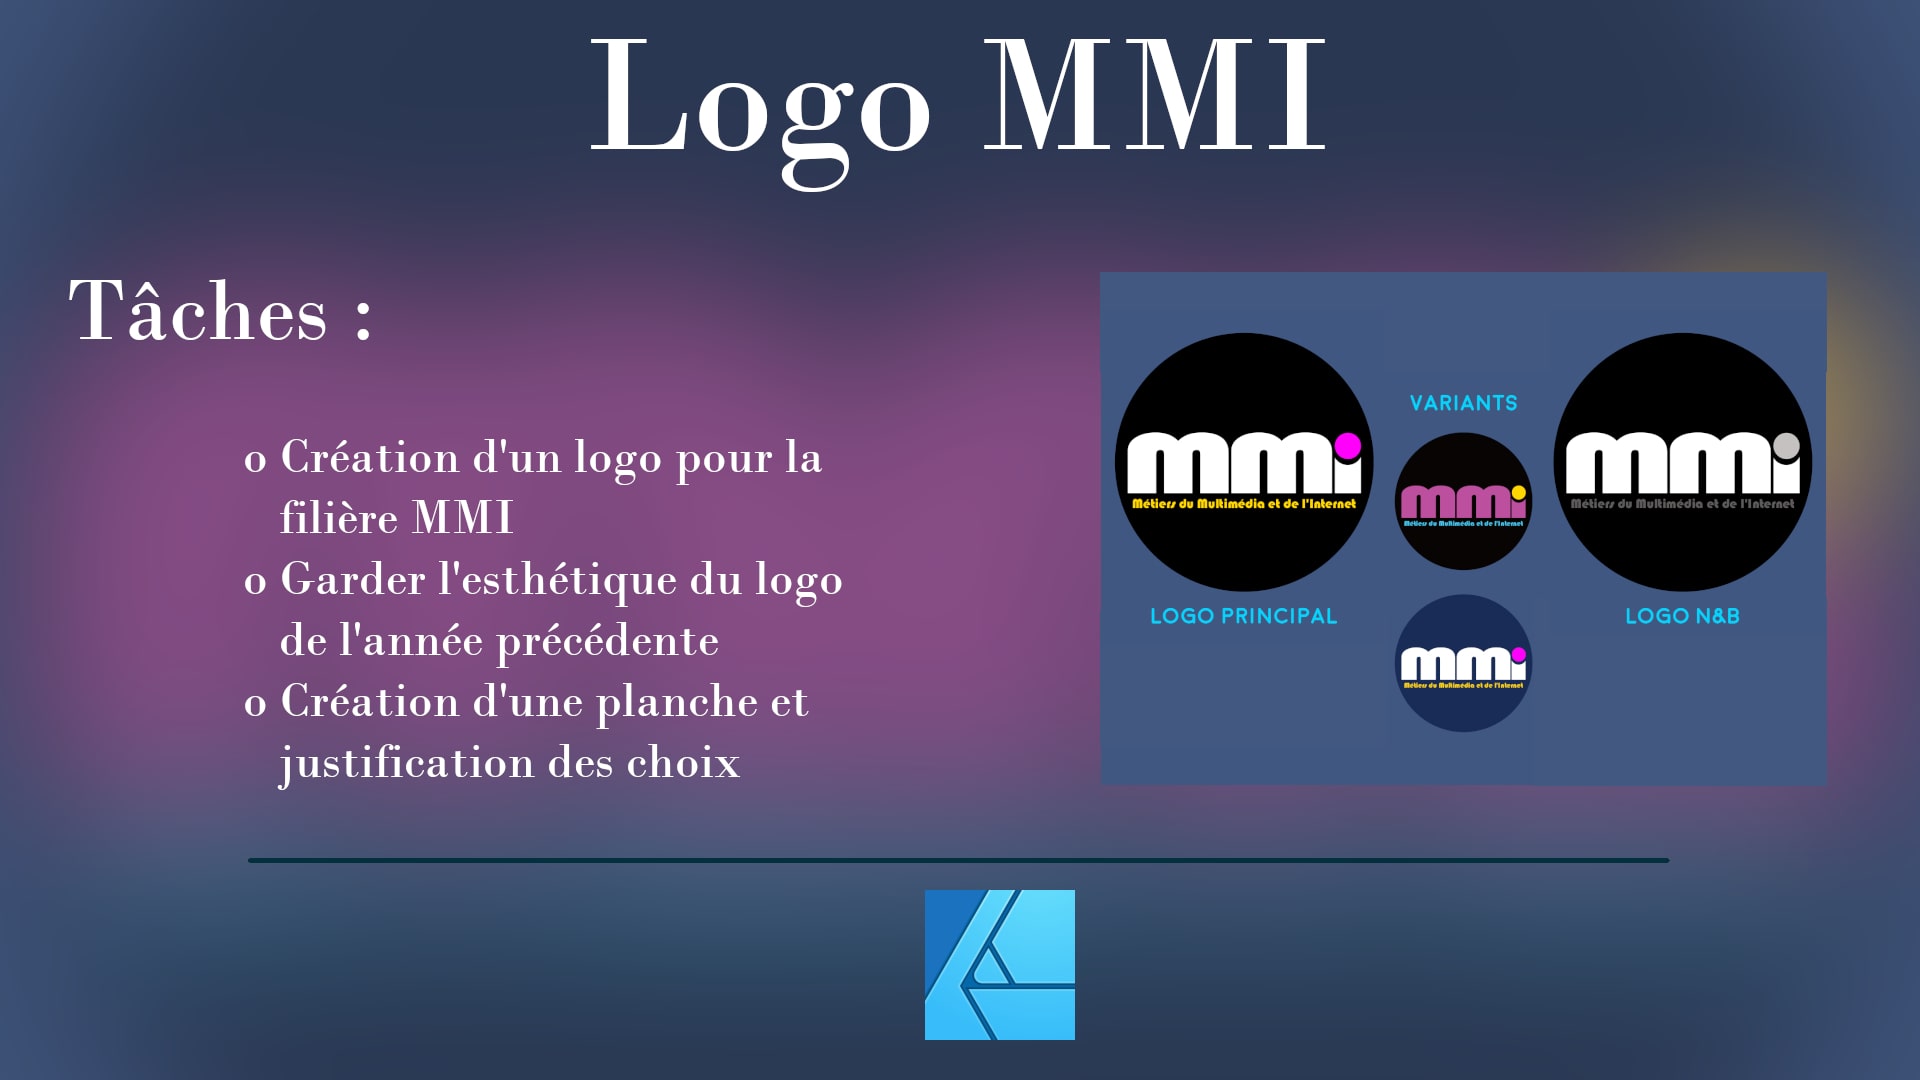 Logo MMI
Tâches :
o Création d'un logo pour la
filière MMI
o Garder l'esthétique du logo
de l'année précédente
o Création d'une planche et
justification des choix
mmi
Métiers du Multimédia et de l'Internet
LOGO PRINCIPAL
VARIANTS
mmi
Métiers du Multimédia et de l'Internet
mmi
Métiers du Multimédia et de l'Internet
mmi
Métiers du Multimédia et de l'Internet
LOGO N&B